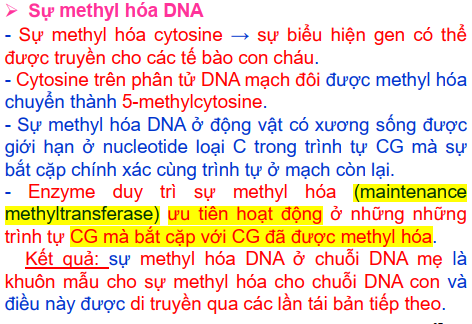 ➢ Sự methyl hóa DNA
- Sự methyl hóa cytosine → sự biểu hiện gen có thể
được truyền cho các tế bào con cháu.
- Cytosine trên phân tử DNA mạch đôi được methyl hóa
chuyển thành 5-methylcytosine.
- Sự methyl hóa DNA ở động vật có xương sống được
giới hạn ở nucleotide loại C trong trình tự CG mà sự
bắt cặp chính xác cùng trình tự ở mạch còn lại.
- Enzyme duy trì sự methyl hóa (maintenance
methyltransferase) ưu tiên hoạt động ở những những
trình tự CG mà bắt cặp với CG đã được methyl hóa.
Kết quả: sự methyl hóa DNA ở chuỗi DNA mẹ là
khuôn mẫu cho sự methyl hóa cho chuỗi DNA con và
điều này được di truyền qua các lần tái bản tiếp theo.